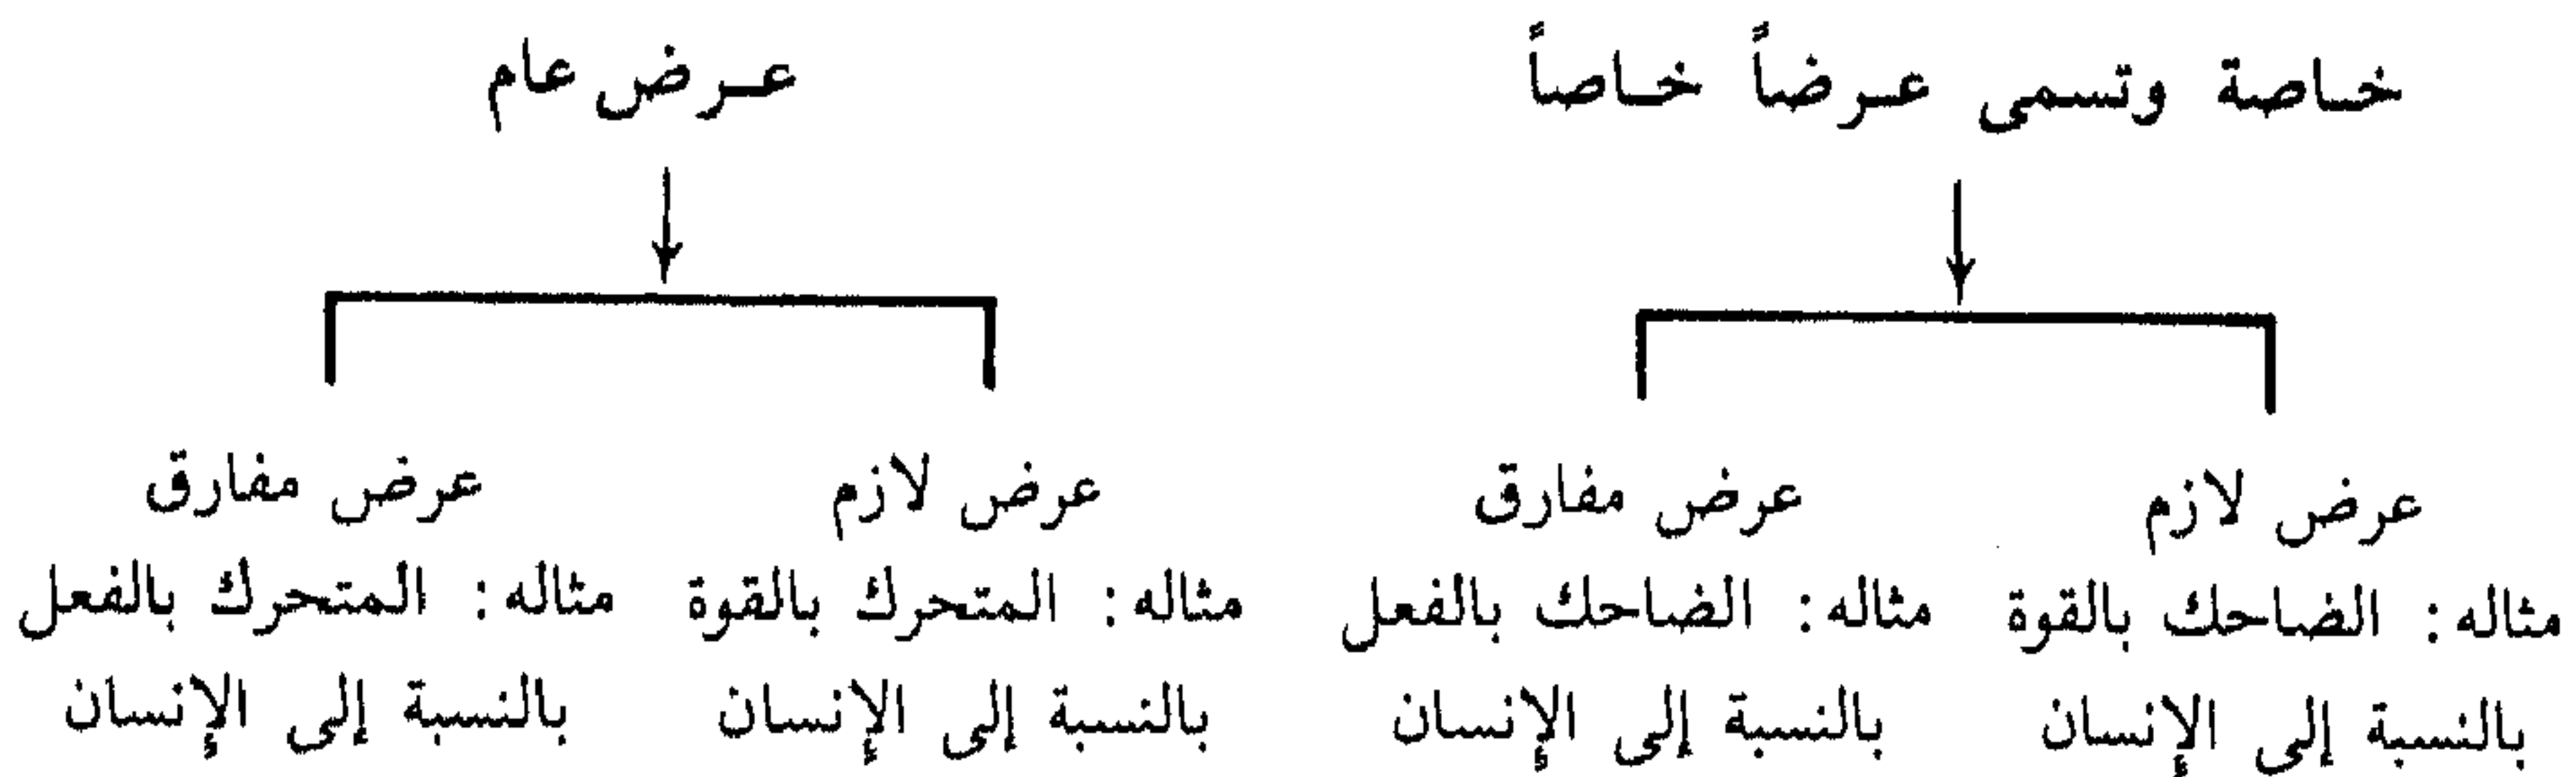 خاصة وتسمى عرضاً خاصاً
عرض عام
عرض لازم
مثاله: الضاحك بالقوة
بالنسبة إلى الإنسان
عرض مفارق
مثاله: الضاحك بالفعل
بالنسبة إلى الإنسان
عرض لازم
مثاله: المتحرك بالقوة
بالنسبة إلى الإنسان
عرض مفارق
مثاله: المتحرك بالفعل
بالنسبة إلى الإنسان